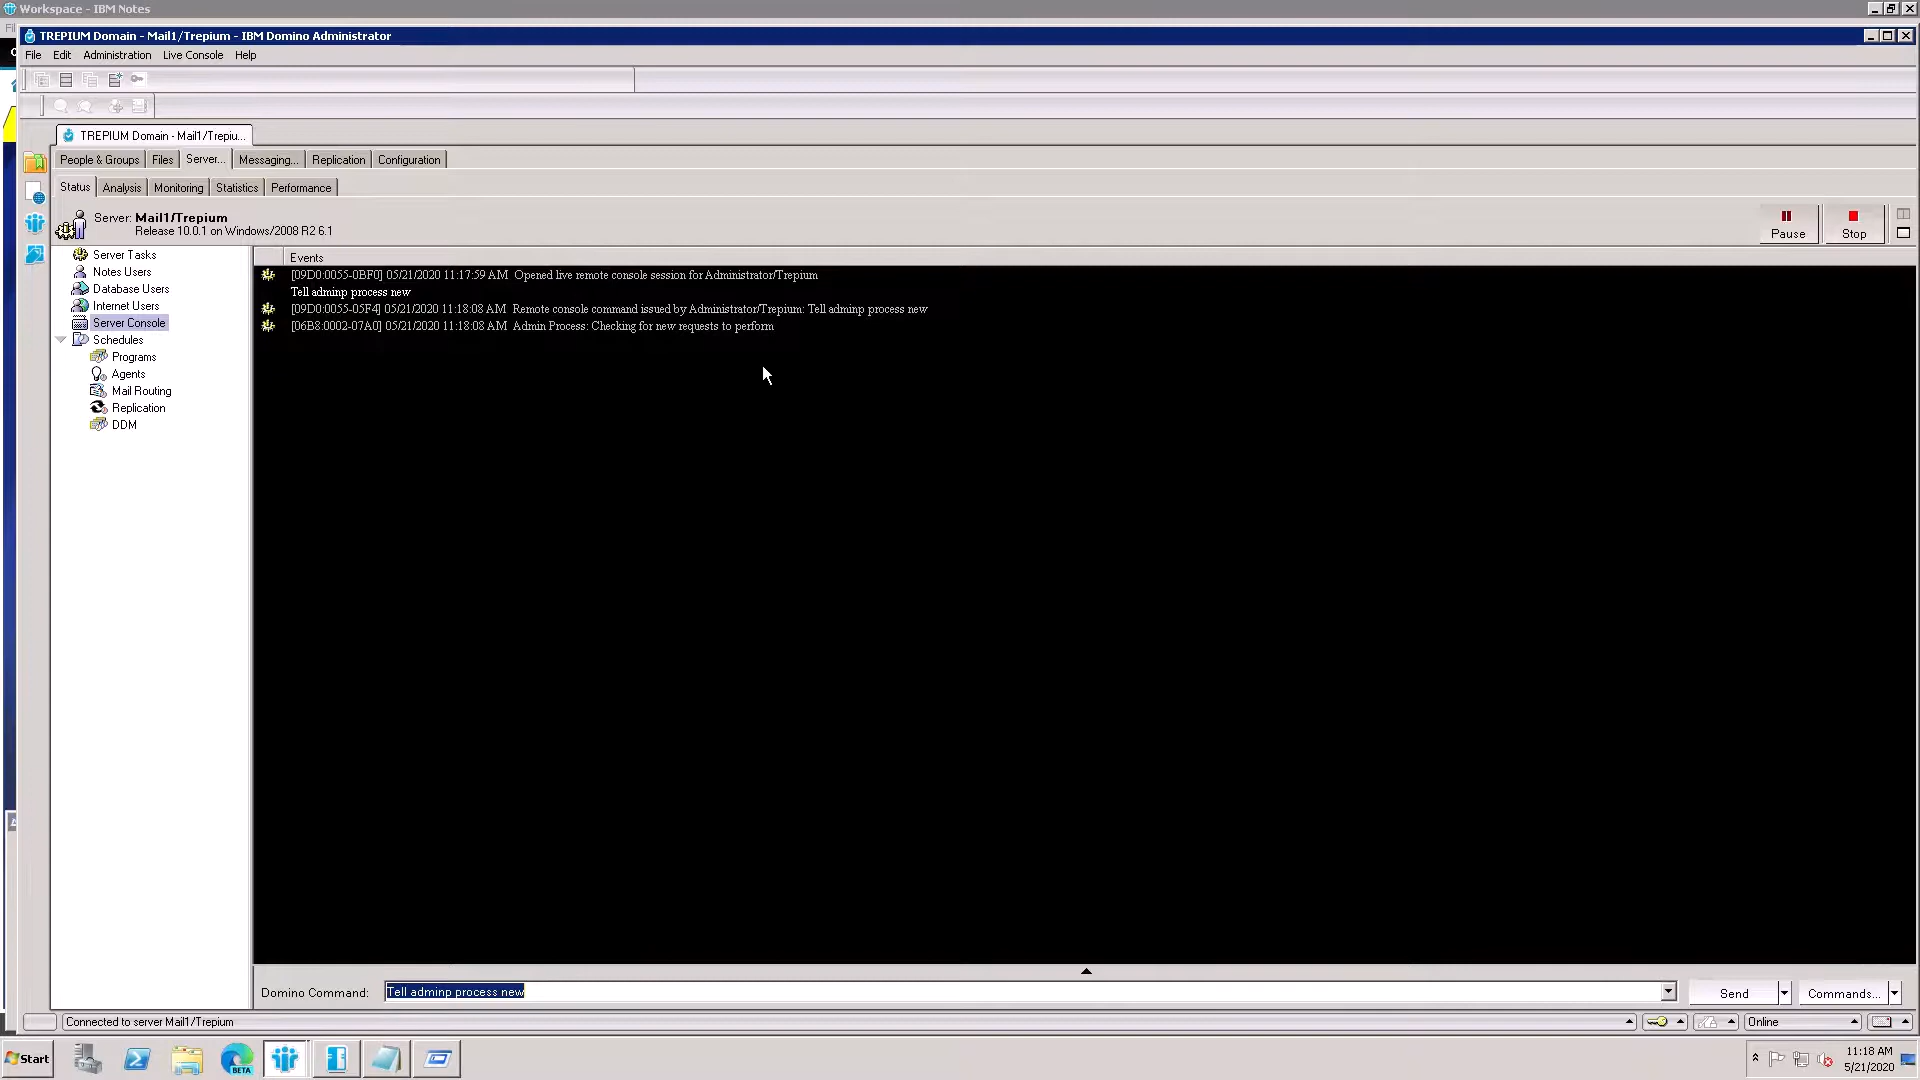 Workspace - IBM Notes
TREPIUM Domain - Mail1/Trepium - IBM Domino Administrator
File Edit Administration Live Console Help
TREPIUM Domain - Mail1/Trepiu...
People & Groups Files Server... Messaging... Replication Configuration
Status Analysis Monitoring Statistics Performance
Server: Mail1/Trepium
Release 10.0.1 on Windows/2008 R2 6.1
Pause Stop
Server Tasks
Notes Users
Database Users
Internet Users
Server Console
Schedules
Programs
Agents
Mail Routing
Replication
DDM
Events
[09D0:0055-0BF0] 05/21/2020 11:17:59 AM Opened live remote console session for Administrator/Trepium
Tell adminp process new
[09D0:0055-05F4] 05/21/2020 11:18:08 AM Remote console command issued by Administrator/Trepium: Tell adminp process new
[06B8:0002-07A0] 05/21/2020 11:18:08 AM Admin Process: Checking for new requests to perform
Domino Command: Tell adminp process new Send Commands...
Connected to server Mail1/Trepium Online
Start BETA 11:18 AM
5/21/2020